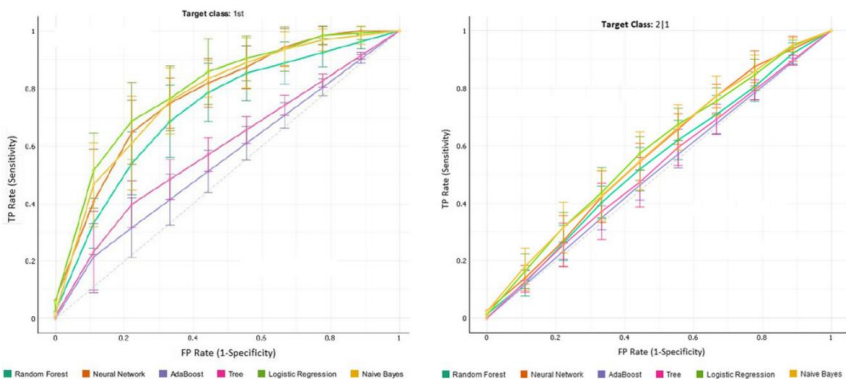 Target class: 1st
TP Rate (Sensitivity)
1
0.8
0.6
0.4
0.2
0
0 0.2 0.4 0.6 0.8 1
FP Rate (1-Specificity)
Random Forest Neural Network AdaBoost Tree Logistic Regression Naive Bayes
Target Class: 2|1
TP Rate (Sensitivity)
1
0.8
0.6
0.4
0.2
0
0 0.2 0.4 0.6 0.8 1
FP Rate (1-Specificity)
Random Forest Neural Network AdaBoost Tree Logistic Regression Naive Bayes